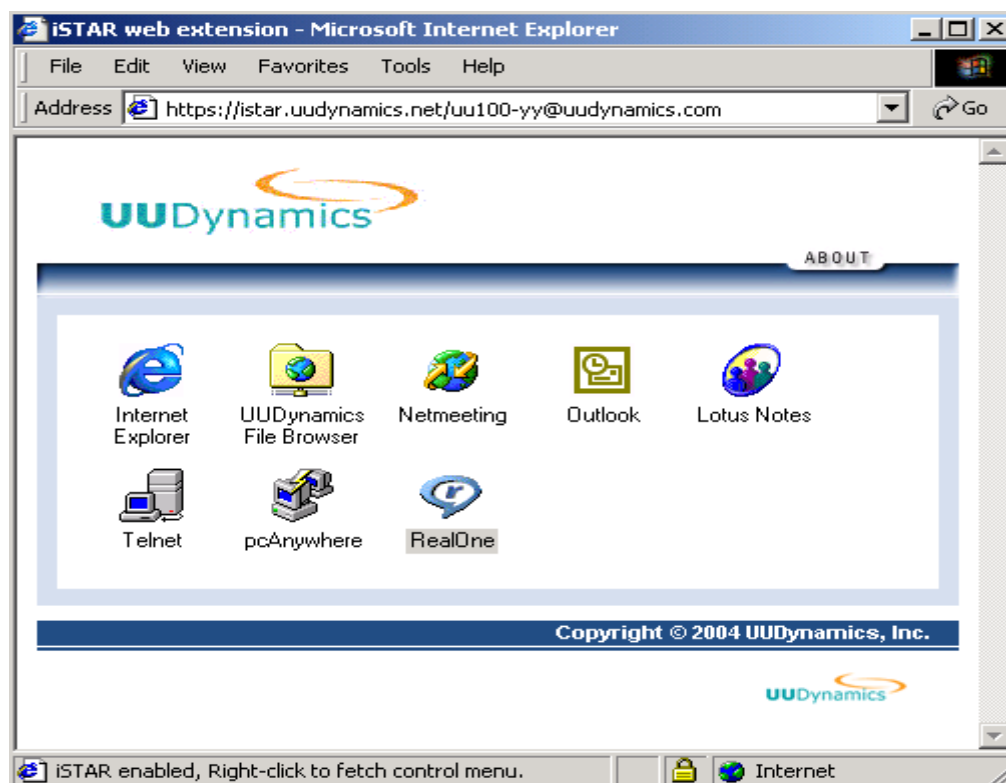 iSTAR web extension - Microsoft Internet Explorer
File Edit View Favorites Tools Help
Address https://istar.uudynamics.net/uu100-yy@uudynamics.com Go
UUDynamics
ABOUT
Internet Explorer
UUDynamics File Browser
Netmeeting
Outlook
Lotus Notes
Telnet
pcAnywhere
RealOne
Copyright © 2004 UUDynamics, Inc.
UUDynamics
iSTAR enabled, Right-click to fetch control menu. Internet